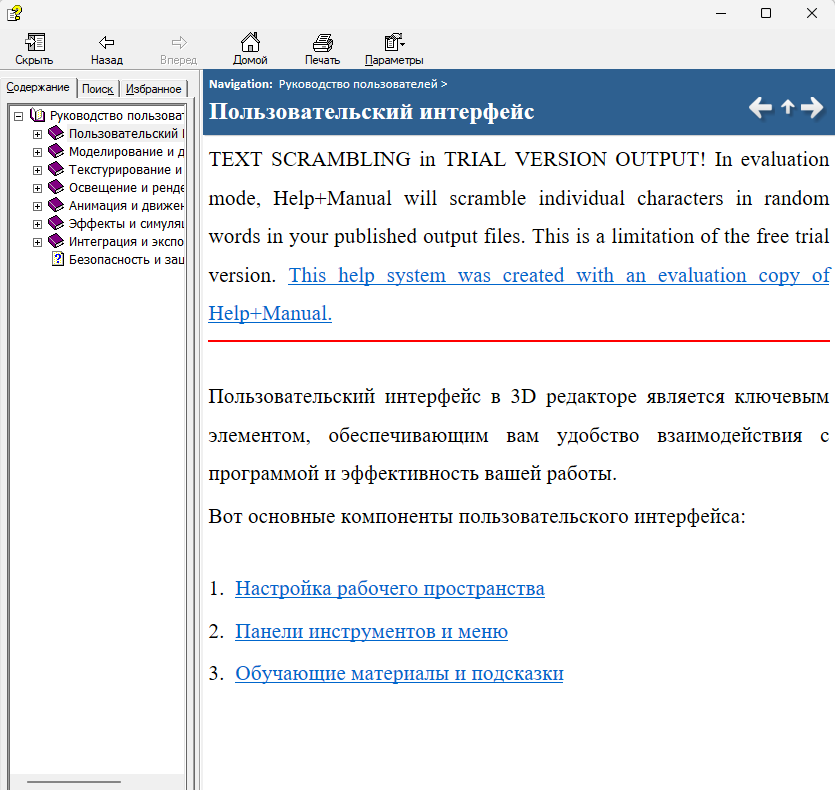 Скрыть Назад Вперед Домой Печать Параметры
Содержание Поиск Избранное
Руководство пользоват
Пользовательский
Моделирование и д
Текстурирование и
Освещение и ренде
Анимация и движен
Эффекты и симуляц
Интеграция и экспо
Безопасность и защ
Navigation: Руководство пользователей >
Пользовательский интерфейс
TEXT SCRAMBLING in TRIAL VERSION OUTPUT! In evaluation
mode, Help+Manual will scramble individual characters in random
words in your published output files. This is a limitation of the free trial
version. This help system was created with an evaluation copy of
Help+Manual.
Пользовательский интерфейс в 3D редакторе является ключевым
элементом, обеспечивающим вам удобство взаимодействия с
программой и эффективность вашей работы.
Вот основные компоненты пользовательского интерфейса:
1. Настройка рабочего пространства
2. Панели инструментов и меню
3. Обучающие материалы и подсказки